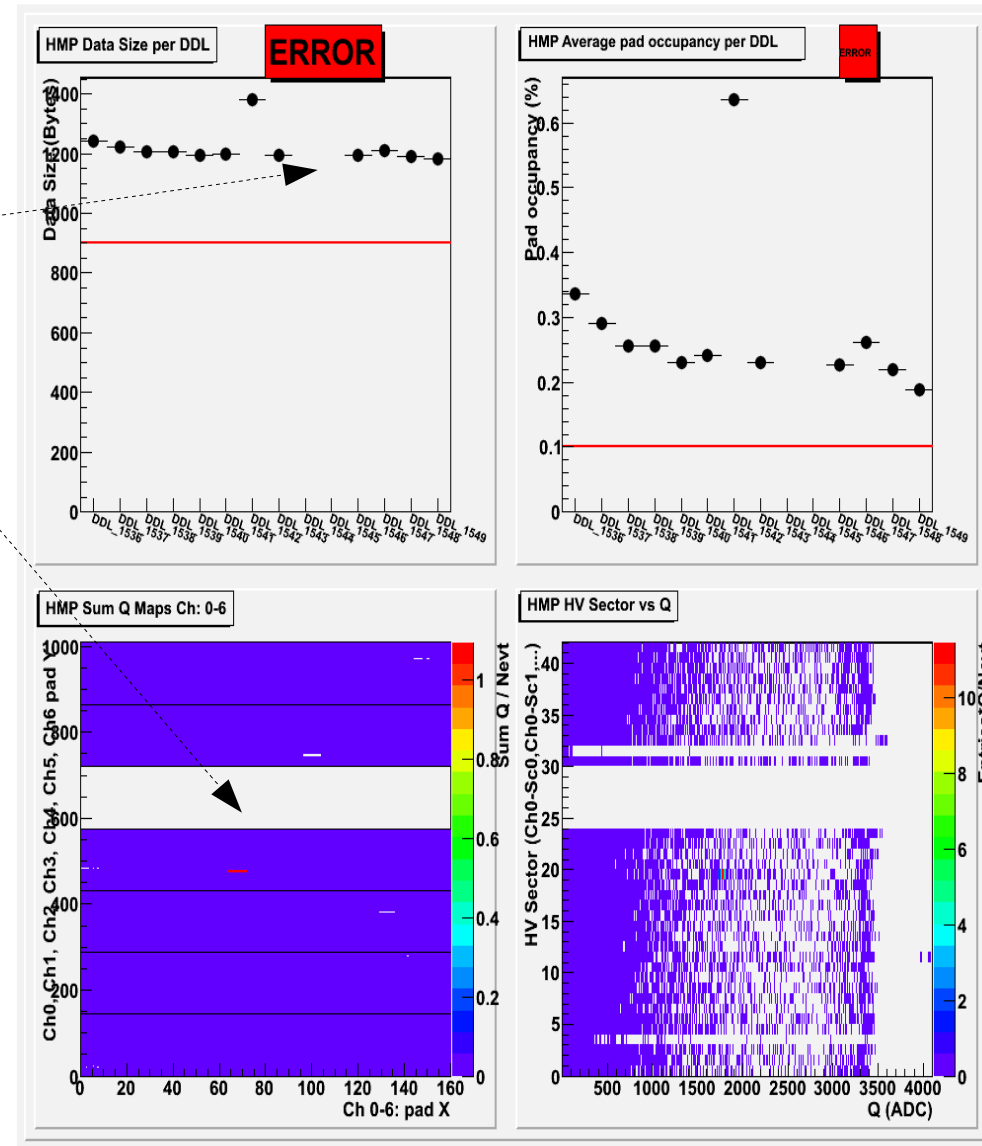 HMP Data Size per DDL
ERROR
Data Size (Bytes)
1400
1200
1000
800
600
400
200
0
DDL_1536
DDL_1537
DDL_1538
DDL_1539
DDL_1540
DDL_1541
DDL_1542
DDL_1543
DDL_1544
DDL_1545
DDL_1546
DDL_1547
DDL_1548
DDL_1549
HMP Average pad occupancy per DDL
ERROR
Pad occupancy (%)
0.6
0.5
0.4
0.3
0.2
0.1
0
DDL_1536
DDL_1537
DDL_1538
DDL_1539
DDL_1540
DDL_1541
DDL_1542
DDL_1543
DDL_1544
DDL_1545
DDL_1546
DDL_1547
DDL_1548
DDL_1549
HMP Sum Q Maps Ch: 0-6
Ch0, Ch1, Ch2, Ch3, Ch4, Ch5, Ch6 pad Y
1000
800
600
400
200
0
0 20 40 60 80 100 120 140 160
Ch 0-6: pad X
Sum Q / Nevt
1
0.8
0.6
0.4
0.2
0
HMP HV Sector vs Q
HV Sector (Ch0-Sc0,Ch0-Sc1,...)
40
35
30
25
20
15
10
5
0
0 500 1000 1500 2000 2500 3000 3500 4000
Q (ADC)
10
8
6
4
2
0